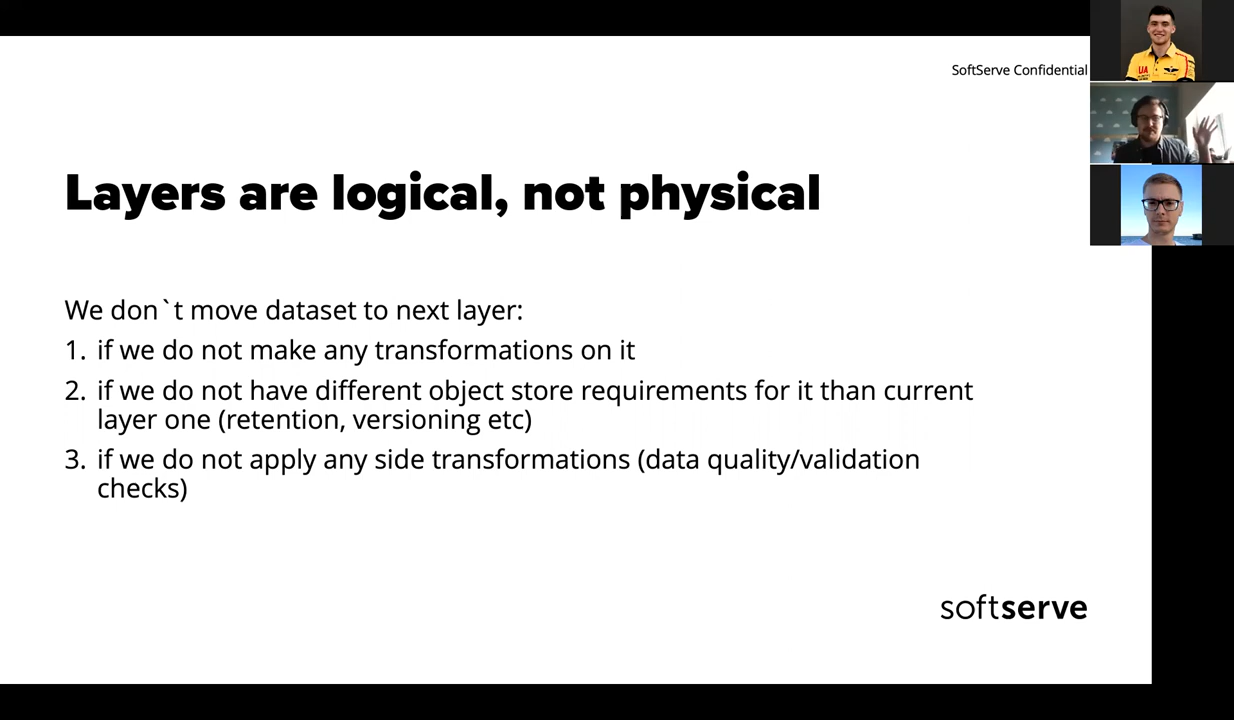 SoftServe Confidential
Layers are logical, not physical
We don`t move dataset to next layer:
1. if we do not make any transformations on it
2. if we do not have different object store requirements for it than current
layer one (retention, versioning etc)
3. if we do not apply any side transformations (data quality/validation
checks)
softserve
UA